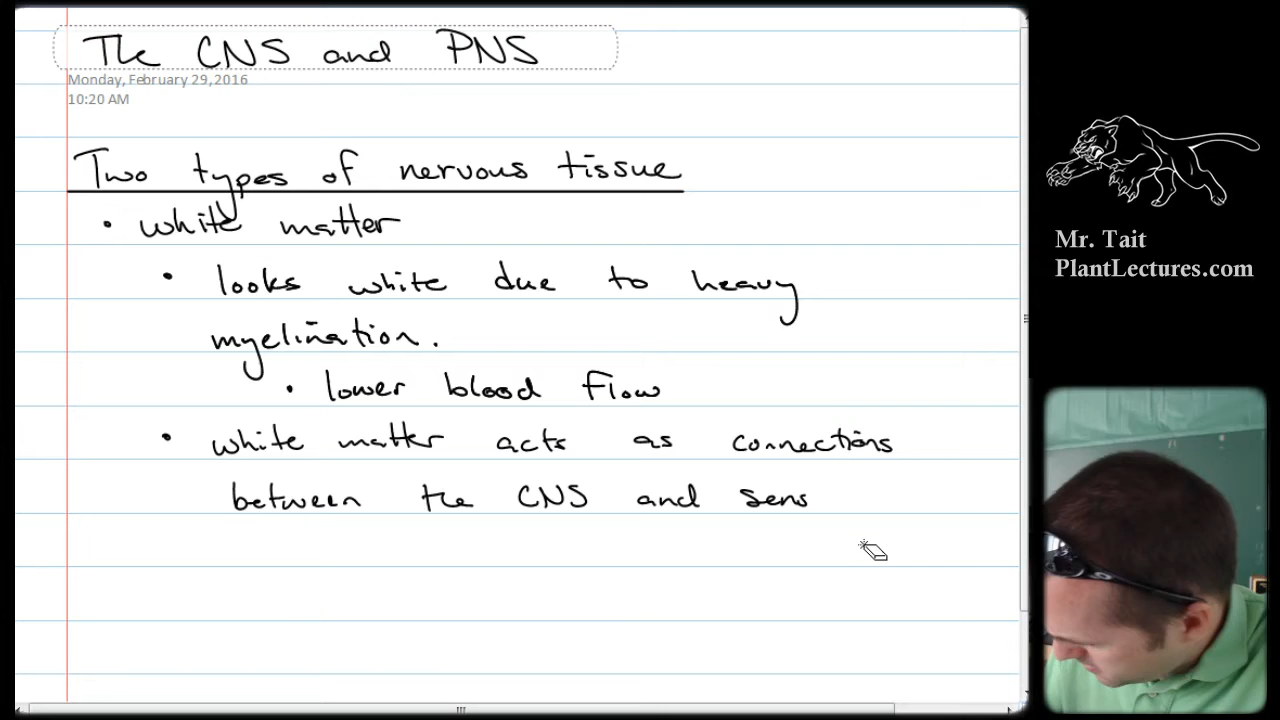 The CNS and PNS
Monday, February 29, 2016
10:20 AM
Two types of nervous tissue
• white matter
• looks white due to heavy
myelination.
• lower blood flow
• white matter acts as connections
between the CNS and sens
Mr. Tait
PlantLectures.com